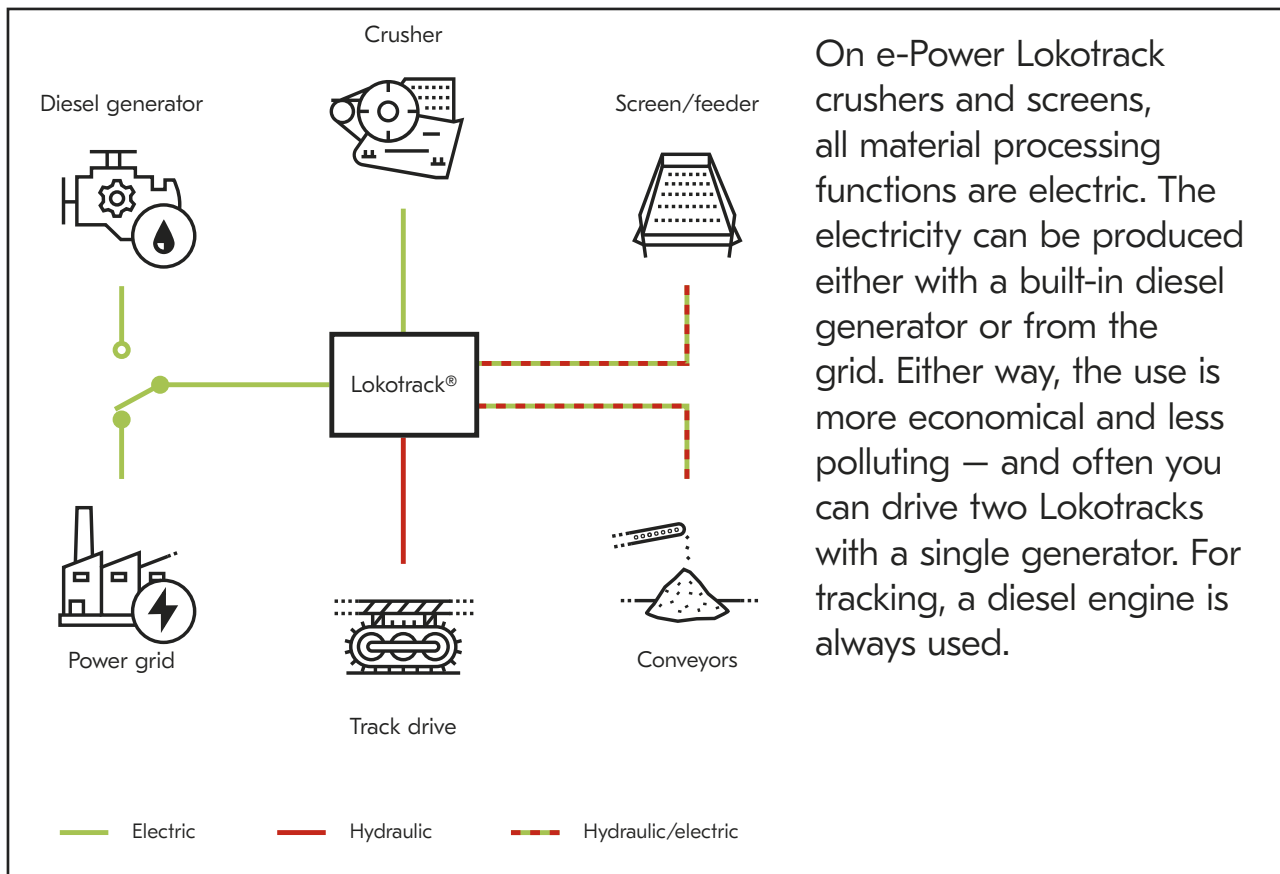 Crusher
Diesel generator
Screen/feeder
Lokotrack®
Power grid
Conveyors
Track drive
Electric
Hydraulic
Hydraulic/electric
On e-Power Lokotrack
crushers and screens,
all material processing
functions are electric. The
electricity can be produced
either with a built-in diesel
generator or from the
grid. Either way, the use is
more economical and less
polluting – and often you
can drive two Lokotracks
with a single generator. For
tracking, a diesel engine is
always used.